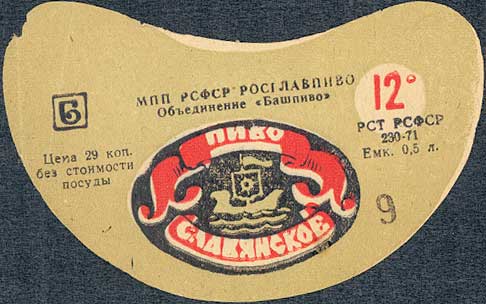 МПП РСФСР РОСГЛАВПИВО
Объединение «Башпиво»
Б
Цена 29 коп.
без стоимости
посуды
12°
РСТ РСФСР
230-71
Емк. 0,5 л.
ПИВО
СЛАВЯНСКОЕ
9